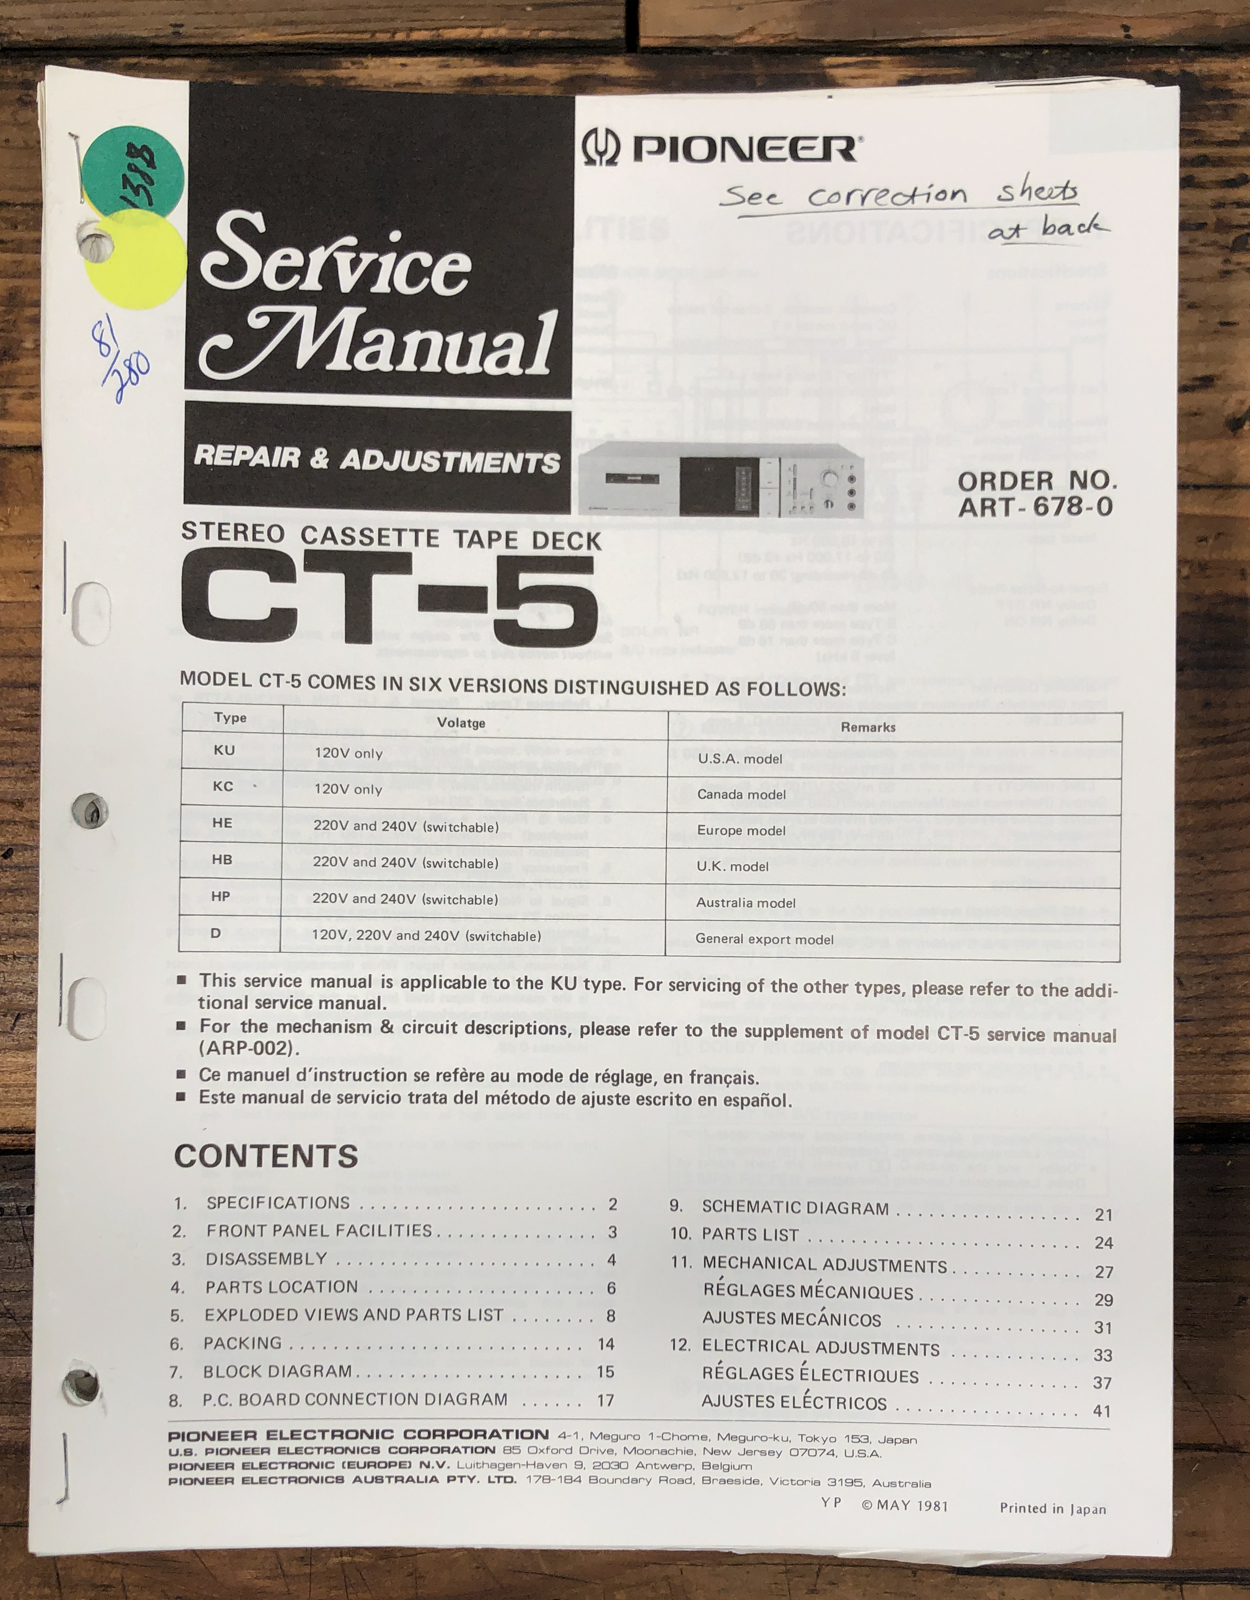 1388
81/280
PIONEER
See correction sheets
at back
Service
Manual
REPAIR & ADJUSTMENTS
ORDER NO.
ART-678-0
STEREO CASSETTE TAPE DECK
CT-5
MODEL CT-5 COMES IN SIX VERSIONS DISTINGUISHED AS FOLLOWS:
Type Volatge Remarks
KU 120V only U.S.A. model
KC 120V only Canada model
HE 220V and 240V (switchable) Europe model
HB 220V and 240V (switchable) U.K. model
HP 220V and 240V (switchable) Australia model
D 120V, 220V and 240V (switchable) General export model
■ This service manual is applicable to the KU type. For servicing of the other types, please refer to the addi-
tional service manual.
■ For the mechanism & circuit descriptions, please refer to the supplement of model CT-5 service manual
(ARP-002).
■ Ce manuel d'instruction se refère au mode de réglage, en français.
■ Este manual de servicio trata del método de ajuste escrito en español.
CONTENTS
1. SPECIFICATIONS ........................ 2
2. FRONT PANEL FACILITIES ................ 3
3. DISASSEMBLY .......................... 4
4. PARTS LOCATION ....................... 6
5. EXPLODED VIEWS AND PARTS LIST ........ 8
6. PACKING .............................. 14
7. BLOCK DIAGRAM ........................ 15
8. P.C. BOARD CONNECTION DIAGRAM ...... 17
9. SCHEMATIC DIAGRAM ................. 21
10. PARTS LIST ......................... 24
11. MECHANICAL ADJUSTMENTS ............ 27
RÉGLAGES MÉCANIQUES ............... 29
AJUSTES MECÁNICOS ................. 31
12. ELECTRICAL ADJUSTMENTS ............ 33
RÉGLAGES ÉLECTRIQUES .............. 37
AJUSTES ELÉCTRICOS ................ 41
PIONEER ELECTRONIC CORPORATION 4-1, Meguro 1-Chome, Meguro-ku, Tokyo 153, Japan
U.S. PIONEER ELECTRONICS CORPORATION 85 Oxford Drive, Moonachie, New Jersey 07074, U.S.A.
PIONEER ELECTRONIC (EUROPE) N.V. Luithagen-Haven 9, 2030 Antwerp, Belgium
PIONEER ELECTRONICS AUSTRALIA PTY. LTD. 178-184 Boundary Road, Braeside, Victoria 3195, Australia
YP © MAY 1981 Printed in Japan